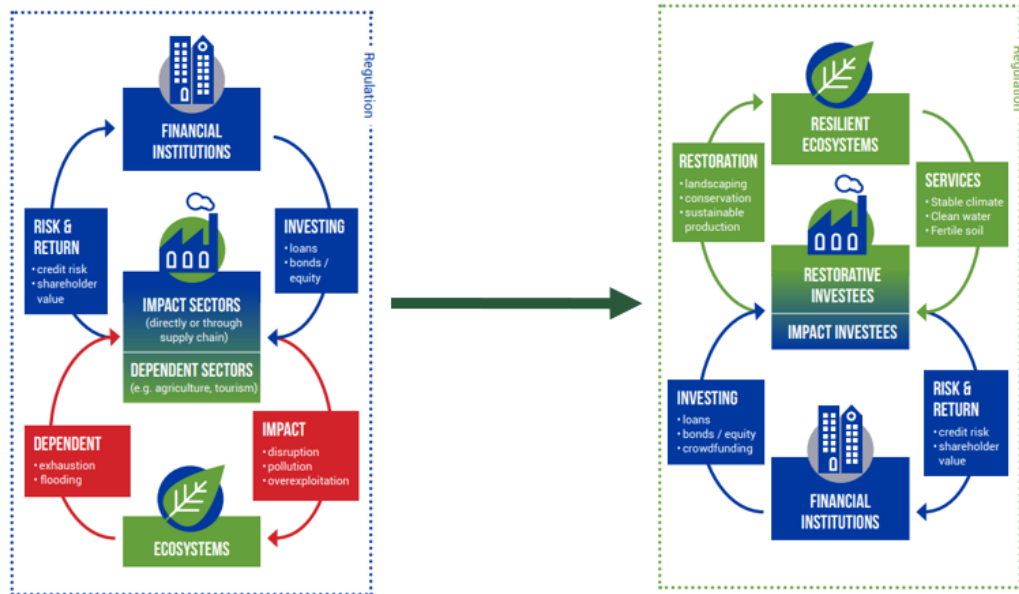 Regulation
FINANCIAL
INSTITUTIONS
RISK &
RETURN
• credit risk
• shareholder
value
INVESTING
• loans
• bonds /
equity
IMPACT SECTORS
(directly or through
supply chain)
DEPENDENT SECTORS
(e.g. agriculture, tourism)
DEPENDENT
• exhaustion
• flooding
IMPACT
• disruption
• pollution
• overexploitation
ECOSYSTEMS
Regulation
RESILIENT
ECOSYSTEMS
RESTORATION
• landscaping
• conservation
• sustainable
production
SERVICES
• Stable climate
• Clean water
• Fertile soil
RESTORATIVE
INVESTEES
IMPACT INVESTEES
INVESTING
• loans
• bonds / equity
• crowdfunding
RISK &
RETURN
• credit risk
• shareholder
value
FINANCIAL
INSTITUTIONS